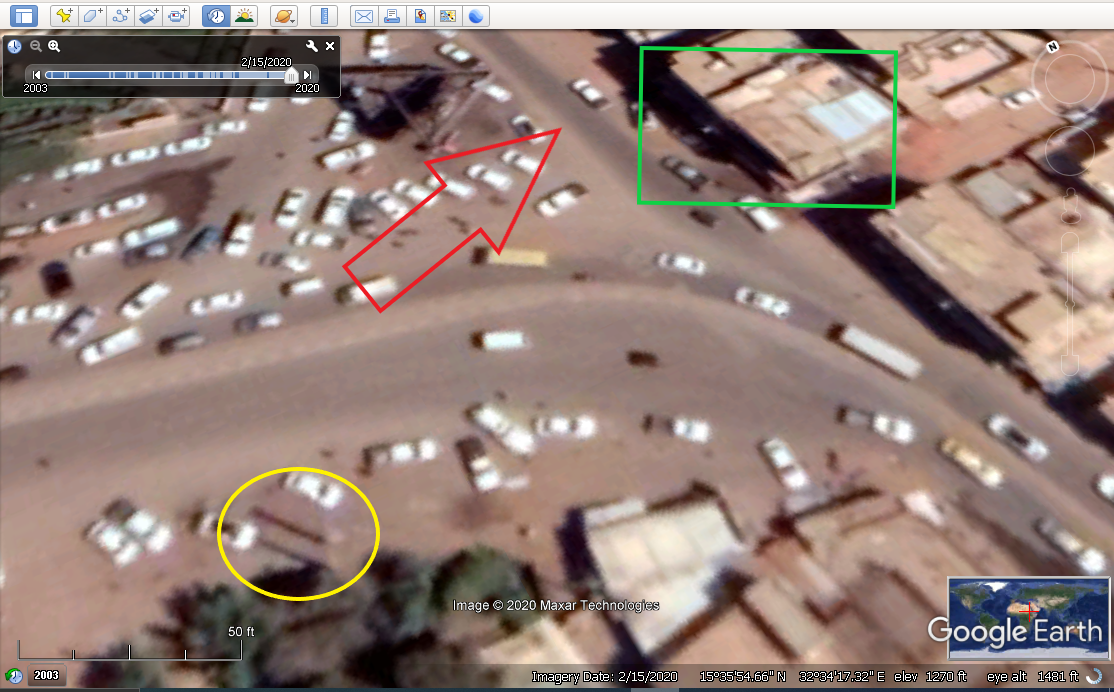 2/15/2020
2003
2020
N
Image © 2020 Maxar Technologies
50 ft
Google Earth
2003
Imagery Date: 2/15/2020 15°35'54.66" N 32°34'17.32" E elev 1270 ft eye alt 1481 ft